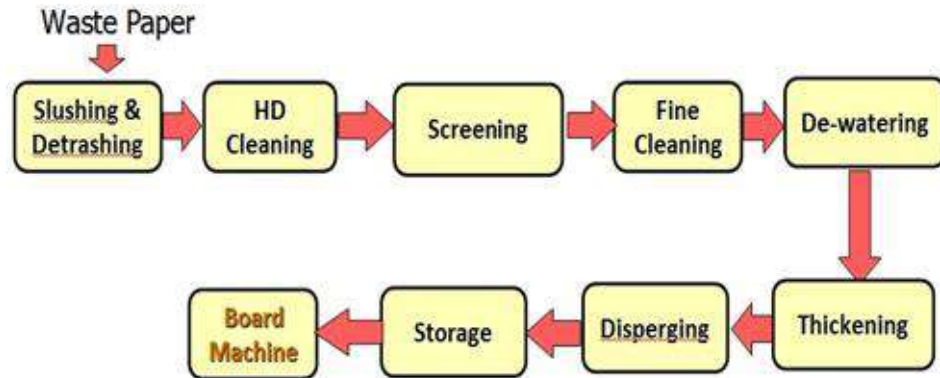 Waste Paper
Slushing &
Detrashing
HD
Cleaning
Screening
Fine
Cleaning
De-watering
Thickening
Disperging
Storage
Board
Machine